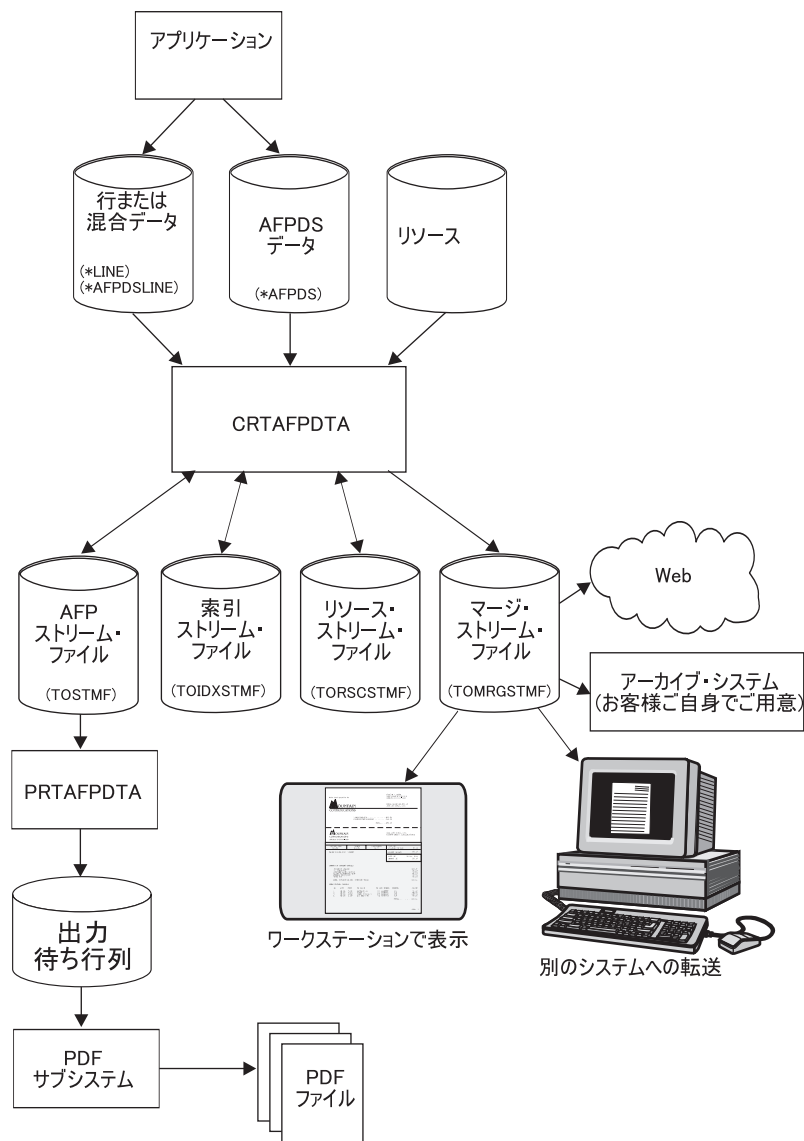 アプリケーション
行または
混合データ
(*LINE)
(*AFPDSLINE)
AFPDS
データ
(*AFPDS)
リソース
CRTAFPDTA
AFP
ストリーム・
ファイル
(TOSTMF)
索引
ストリーム・
ファイル
(TOIDXSTMF)
リソース・
ストリーム・
ファイル
(TORSCSTMF)
マージ・
ストリーム・
ファイル
(TOMRGSTMF)
Web
アーカイブ・システム
(お客様ご自身でご用意)
PRTAFPDTA
ワークステーションで表示
別のシステムへの転送
出力
待ち行列
PDF
サブシステム
PDF
ファイル